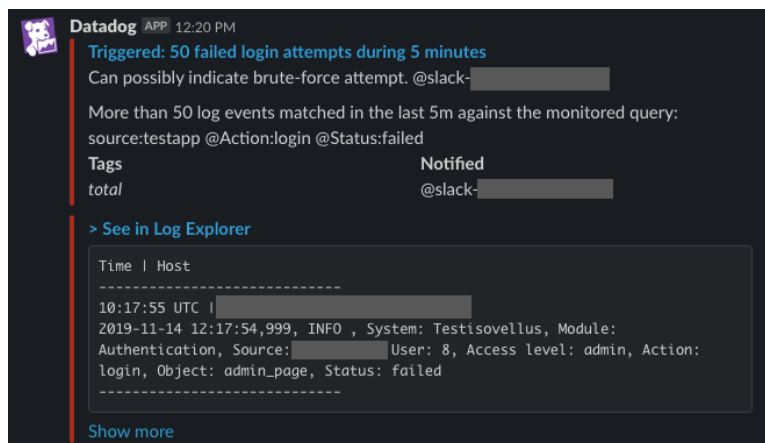 Datadog APP 12:20 PM
Triggered: 50 failed login attempts during 5 minutes
Can possibly indicate brute-force attempt. @slack-
More than 50 log events matched in the last 5m against the monitored query:
source:testapp @Action:login @Status:failed
Tags Notified
total @slack-
> See in Log Explorer
Time | Host
-----------------------------
10:17:55 UTC |
2019-11-14 12:17:54,999, INFO , System: Testisovellus, Module:
Authentication, Source: User: 8, Access level: admin, Action:
login, Object: admin_page, Status: failed
-----------------------------
Show more